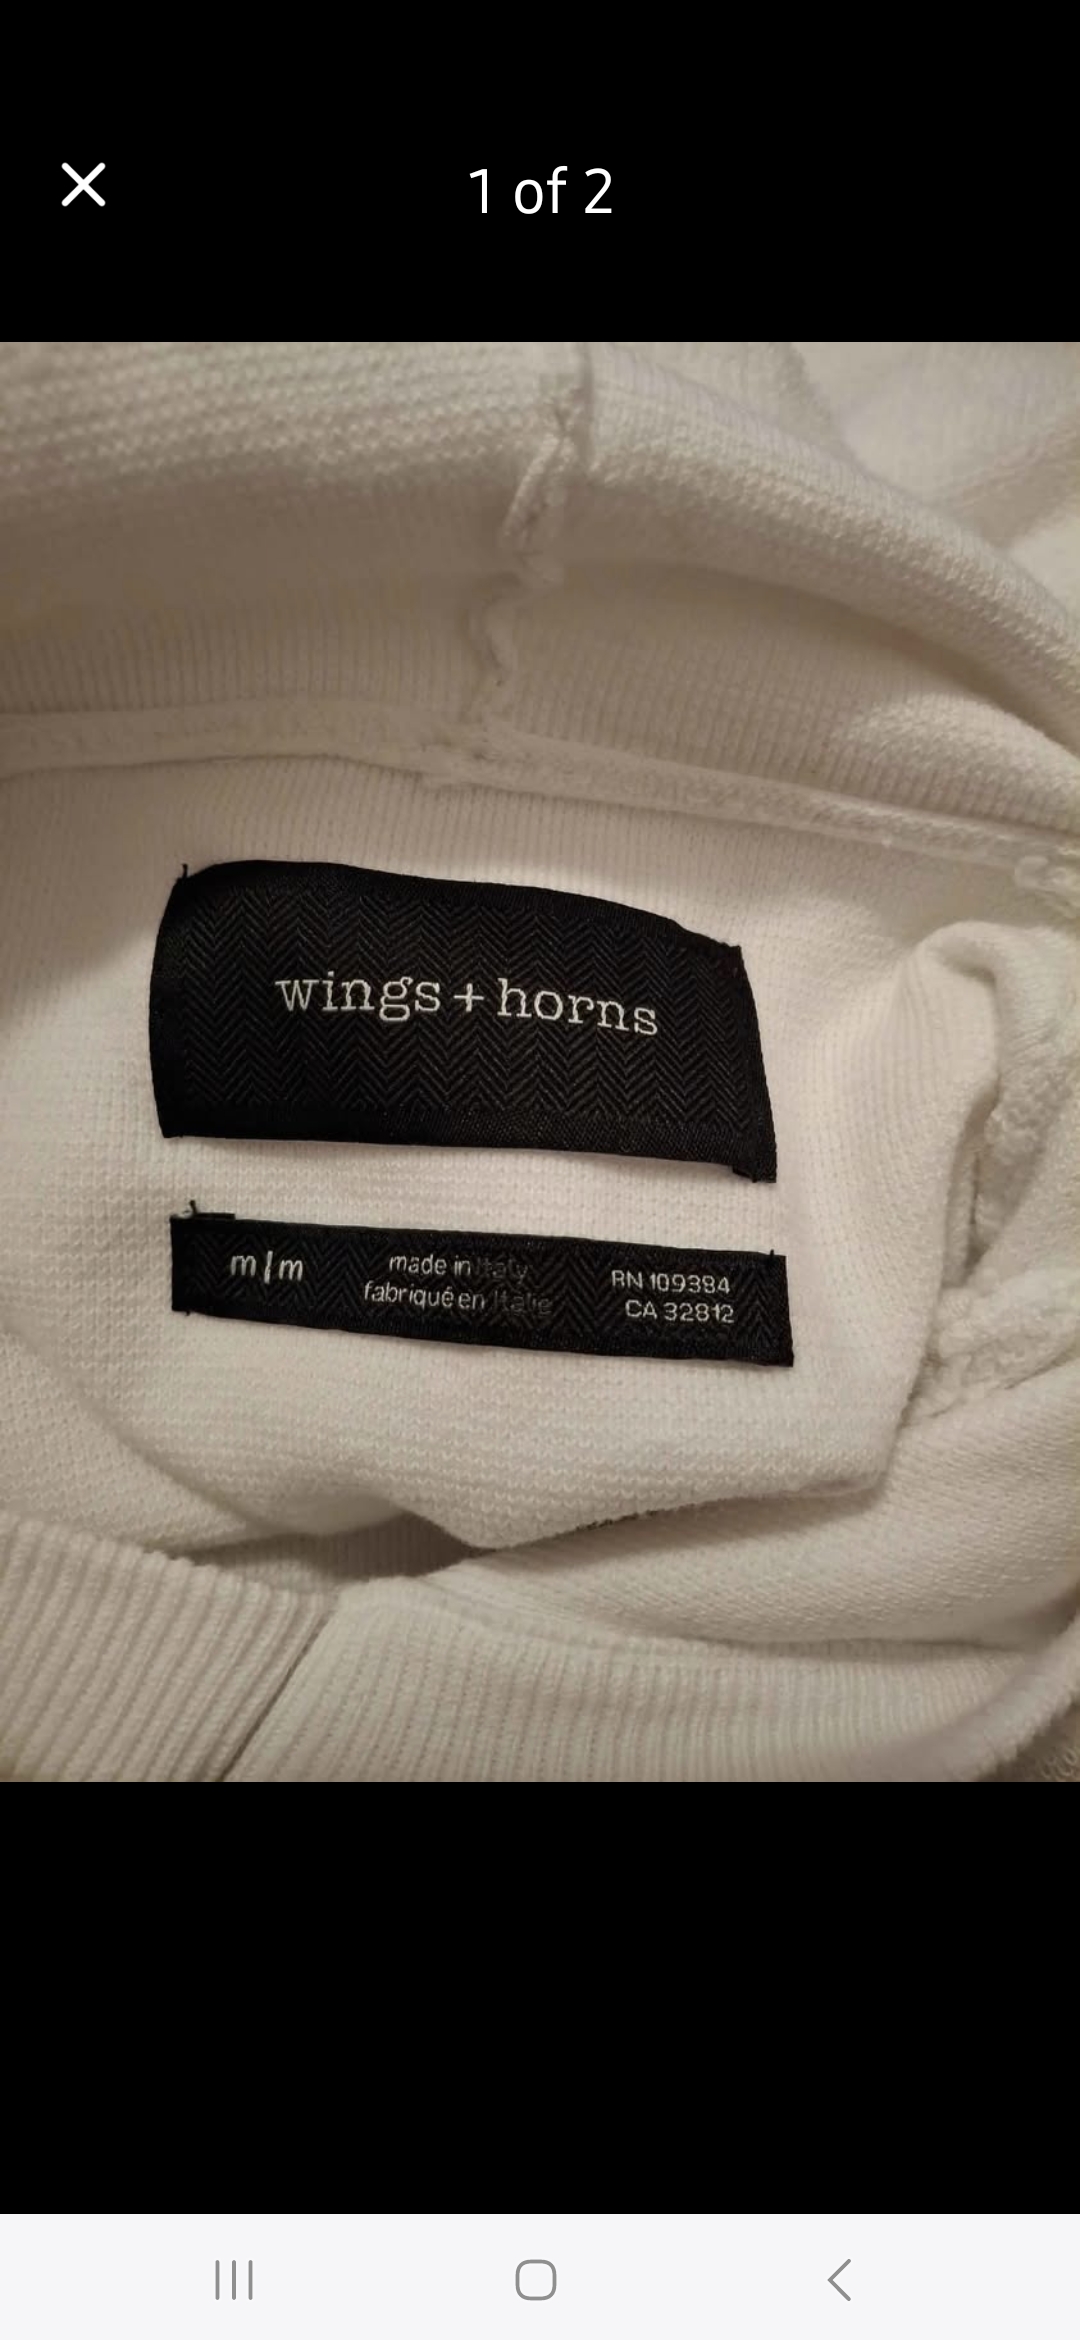 1 of 2
wings + horns
m/m
made in Italy
fabriqué en Italie
RN 109384
CA 32812